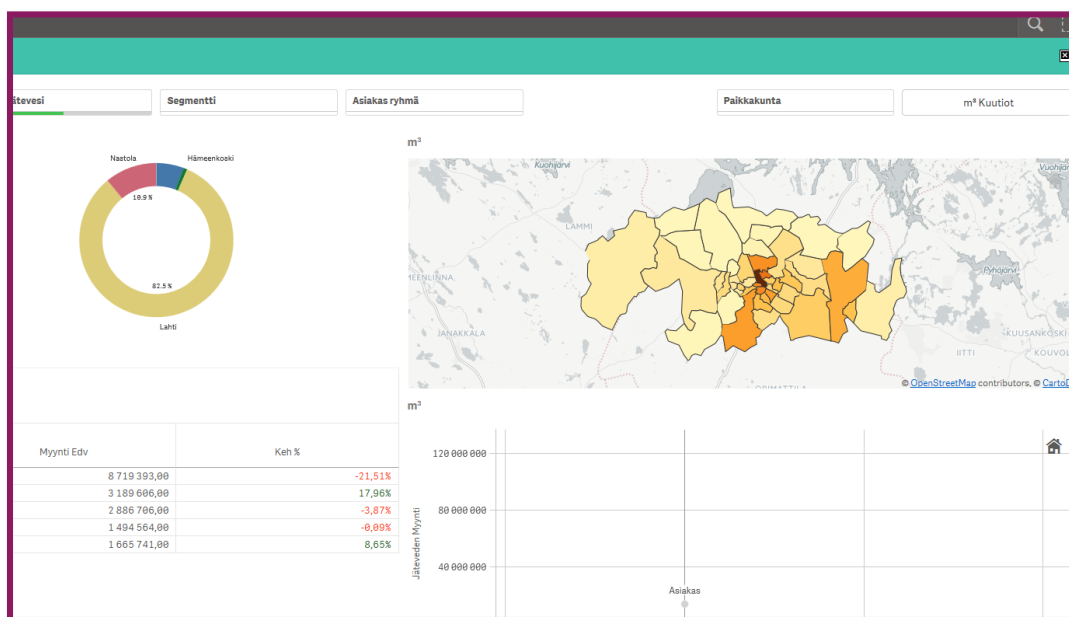 ätevesi
Segmentti
Asiakas ryhmä
Paikkakunta
m³ Kuutiot
Nastola
Hämeenkoski
10.9 %
82.5 %
Lahti
m³
Kuohijärvi
LAMMI
JANAKKALA
Pyhäjärvi
KUUSANKOSKI
IITTI
KOUVOL
© OpenStreetMap contributors, © CartoD
m³
Myynti Edv
Keh %
8 719 393,00
-21,51%
3 189 606,00
17,96%
2 886 706,00
-3,87%
1 494 564,00
-0,09%
1 665 741,00
8,65%
Jäteveden Myynti
120 000 000
80 000 000
40 000 000
Asiakas